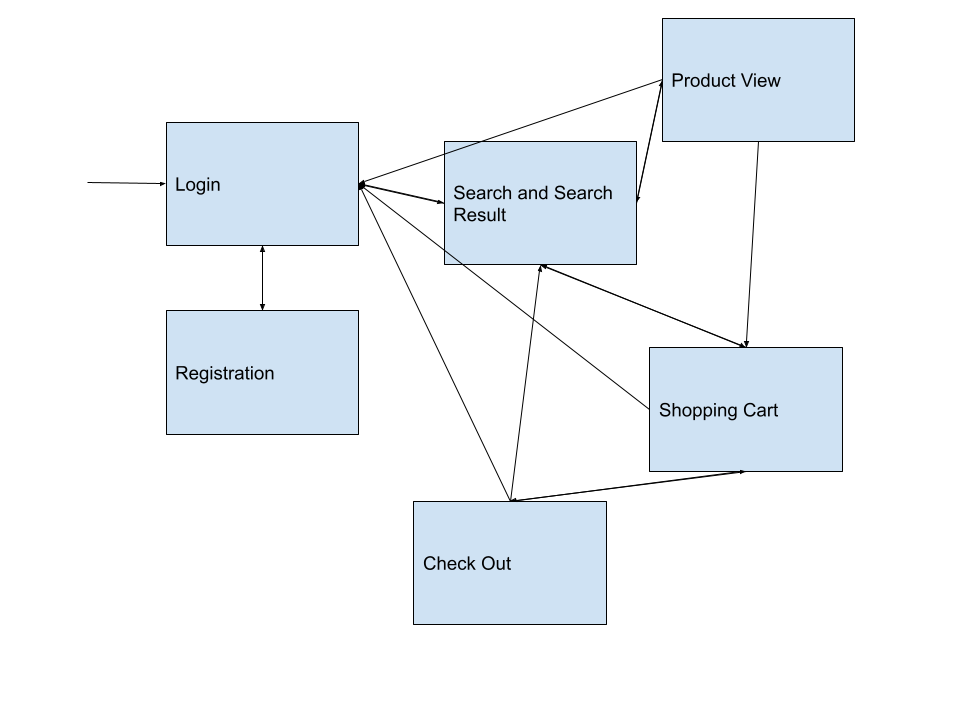 Product View
Login
Search and Search
Result
Registration
Shopping Cart
Check Out